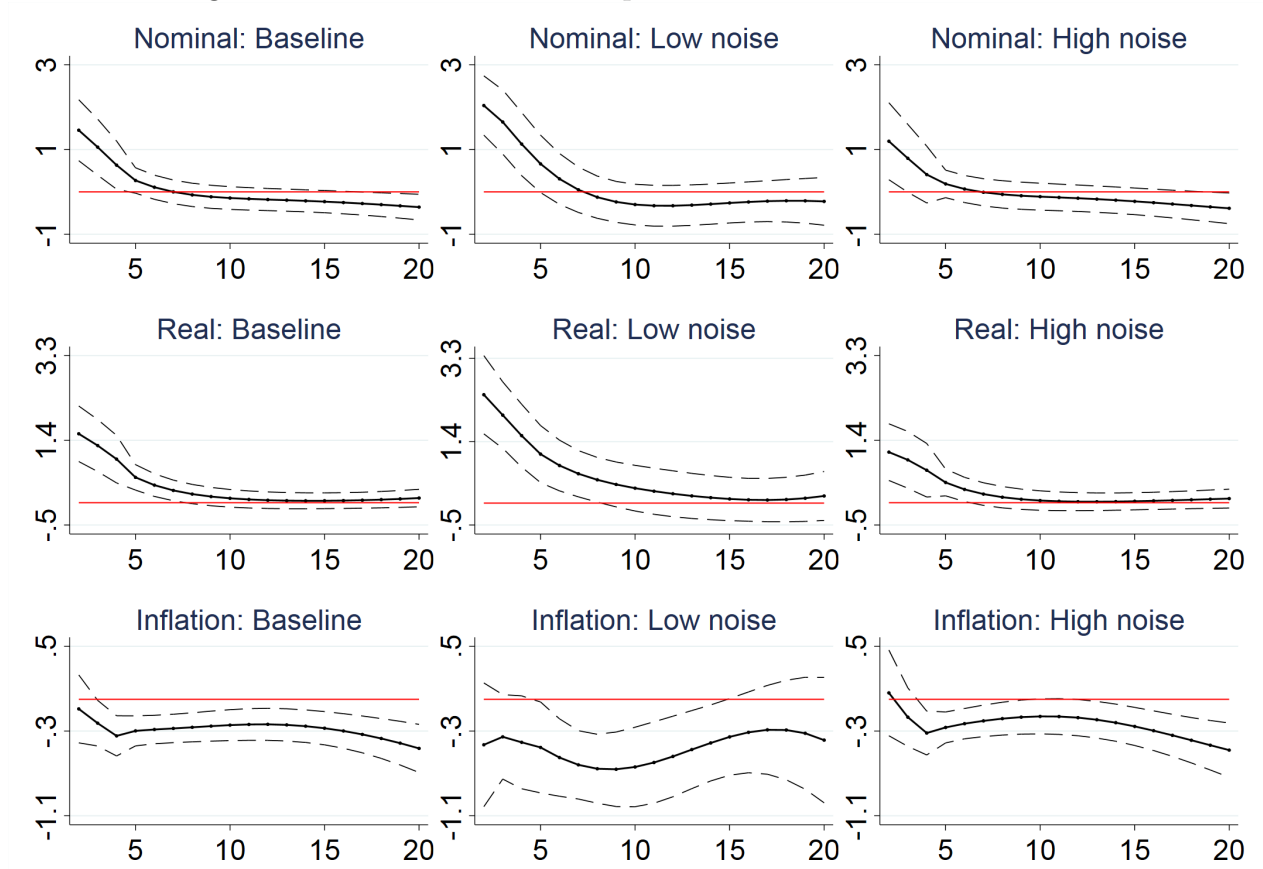 Nominal: Baseline
3
1
-1
5 10 15 20
Nominal: Low noise
3
1
-1
5 10 15 20
Nominal: High noise
3
1
-1
5 10 15 20
Real: Baseline
3.3
1.4
-.5
5 10 15 20
Real: Low noise
3.3
1.4
-.5
5 10 15 20
Real: High noise
3.3
1.4
-.5
5 10 15 20
Inflation: Baseline
.5
-.3
-1.1
5 10 15 20
Inflation: Low noise
.5
-.3
-1.1
5 10 15 20
Inflation: High noise
.5
-.3
-1.1
5 10 15 20